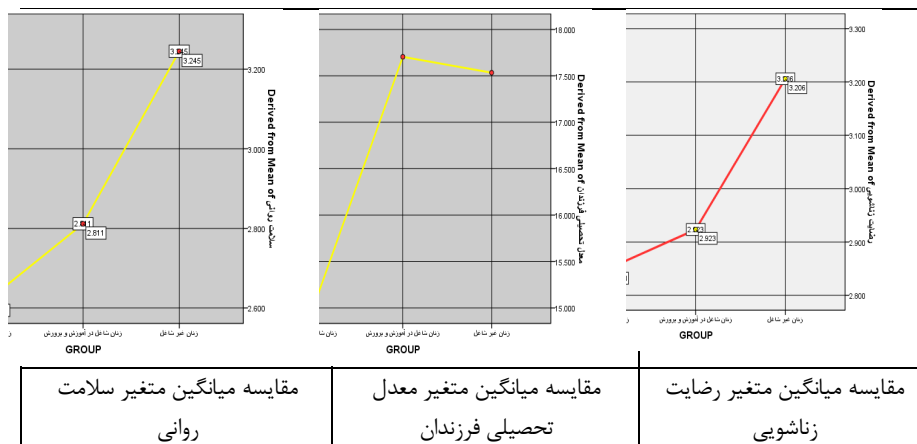 3.245
3.200
3.000
2.811
2.800
2.600
Derived from Mean of سلامت روانی
زنان شاغل در آموزش و پرورش
زنان غیر شاغل
GROUP
18.000
17.500
17.000
16.500
16.000
15.500
15.000
Derived from Mean of معدل تحصیلی فرزندان
زنان شاغل در آموزش و پرورش
زنان غیر شاغل
GROUP
3.300
3.206
3.200
3.100
3.000
2.923
2.900
2.800
Derived from Mean of رضایت زناشویی
زنان شاغل در آموزش و پرورش
زنان غیر شاغل
GROUP
مقایسه میانگین متغیر رضایت
زناشویی
مقایسه میانگین متغیر معدل
تحصیلی فرزندان
مقایسه میانگین متغیر سلامت
روانی